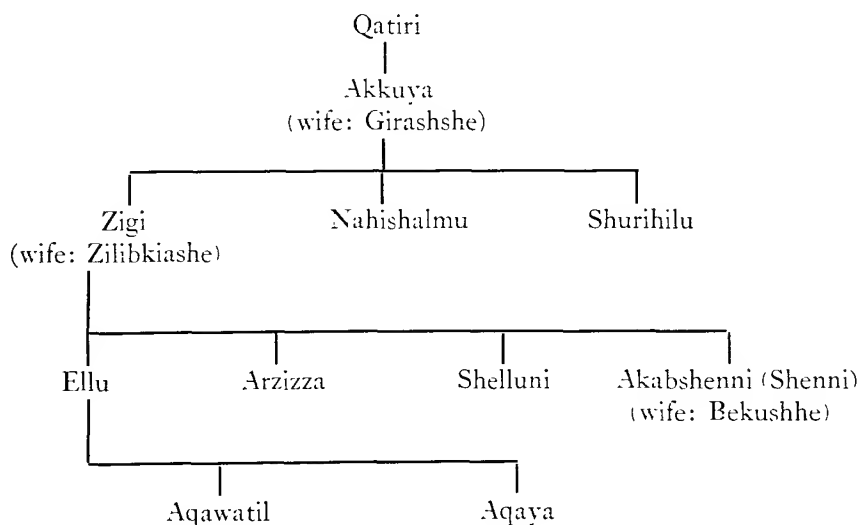 Qatiri
Akkuya
(wife: Girashshe)
Zigi Nahishalmu Shurihilu
(wife: Zilibkiashe)
Ellu Arzizza Shelluni Akabshenni (Shenni)
(wife: Bekushhe)
Aqawatil Aqaya